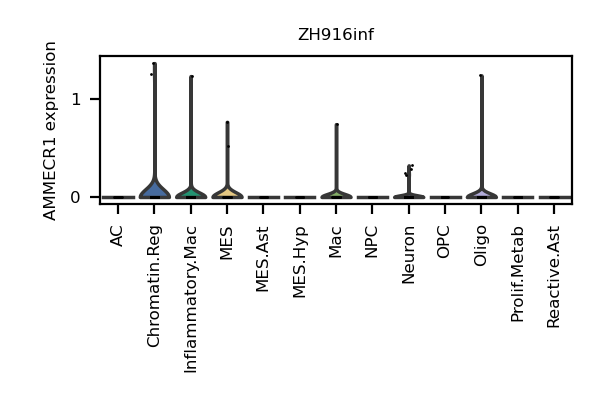 ZH916inf
AMMECR1 expression
1
0
AC
Chromatin.Reg
Inflammatory.Mac
MES
MES.Ast
MES.Hyp
Mac
NPC
Neuron
OPC
Oligo
Prolif.Metab
Reactive.Ast